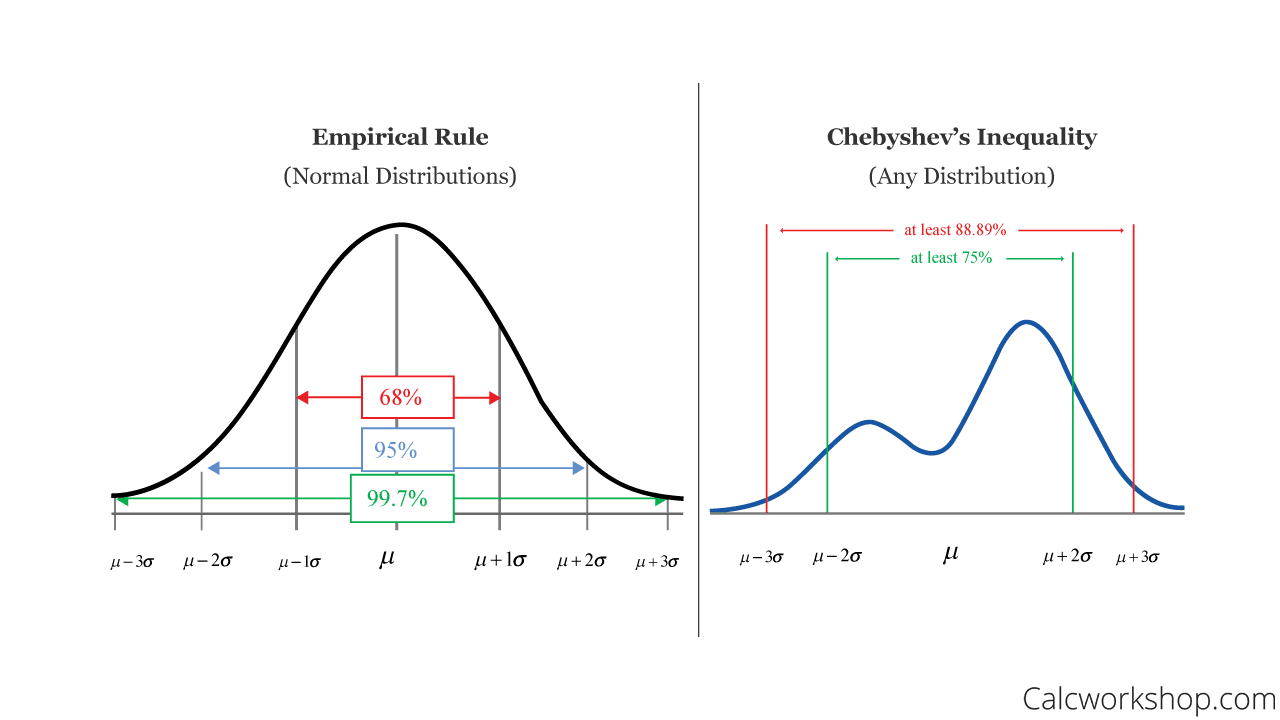 Empirical Rule
(Normal Distributions)
68%
95%
99.7%
μ−3σ
μ−2σ
μ−1σ
μ
μ+1σ
μ+2σ
μ+3σ
Chebyshev’s Inequality
(Any Distribution)
at least 88.89%
at least 75%
μ−3σ
μ−2σ
μ
μ+2σ
μ+3σ
Calcworkshop.com